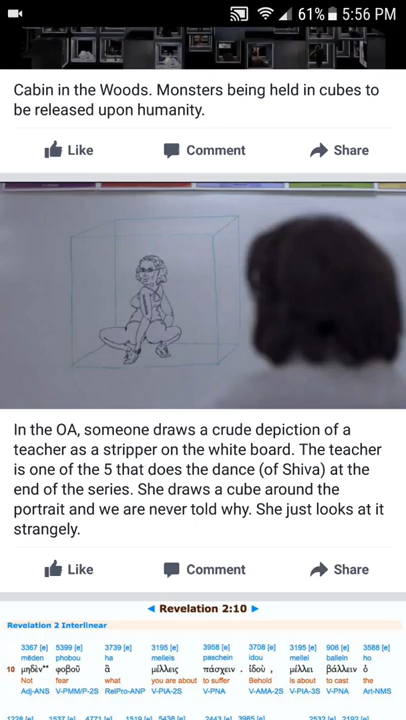 61% 5:56 PM
Cabin in the Woods. Monsters being held in cubes to
be released upon humanity.
Like Comment Share
In the OA, someone draws a crude depiction of a
teacher as a stripper on the white board. The teacher
is one of the 5 that does the dance (of Shiva) at the
end of the series. She draws a cube around the
portrait and we are never told why. She just looks at it
strangely.
Like Comment Share
◄ Revelation 2:10 ►
Revelation 2 Interlinear
3367 [e] 5399 [e] 3739 [e] 3195 [e] 3958 [e] 3708 [e] 3195 [e] 906 [e] 3588 [e]
mēden phobou ha melleis paschein idou mellei ballein ho
10 μηδὲν** φοβοῦ ἃ μέλλεις πάσχειν . ἰδοὺ , μέλλει βάλλειν ὁ
Not fear what you are about to suffer Behold is about to cast the
Adj-ANS V-PMM/P-2S RelPro-ANP V-PIA-2S V-PNA V-AMA-2S V-PIA-3S V-PNA Art-NMS